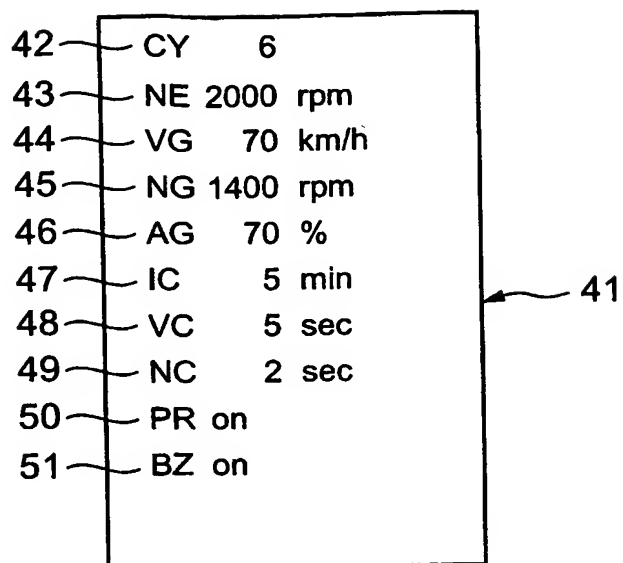 42 CY 6
43 NE 2000 rpm
44 VG 70 km/h
45 NG 1400 rpm
46 AG 70 %
47 IC 5 min
41
48 VC 5 sec
49 NC 2 sec
50 PR on
51 BZ on